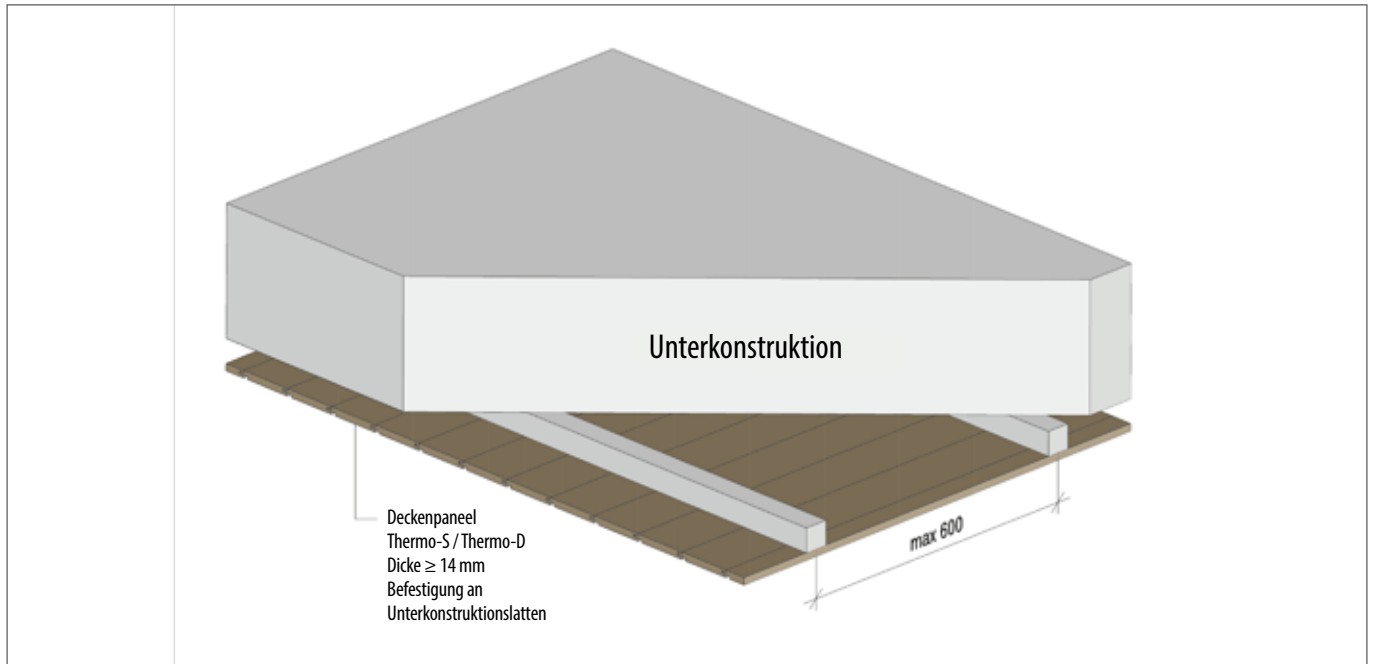 Unterkonstruktion
Deckenpaneel
Thermo-S / Thermo-D
Dicke ≥ 14 mm
Befestigung an
Unterkonstruktionslatten
max 600